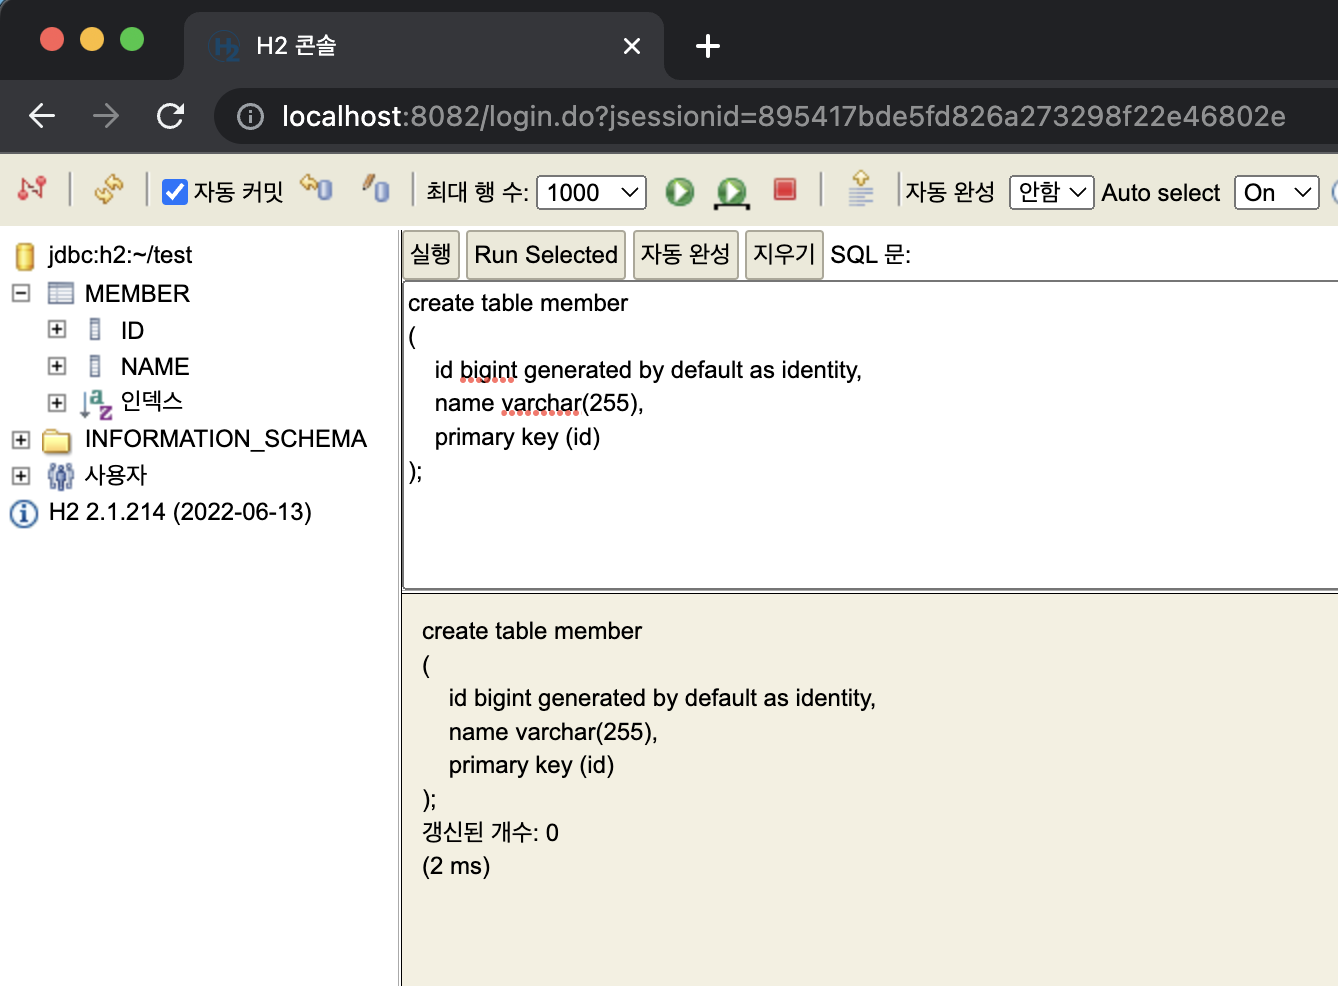 H2 콘솔
localhost:8082/login.do?jsessionid=895417bde5fd826a273298f22e46802e
자동 커밋 최대 행 수: 1000 자동 완성 안함 Auto select On
jdbc:h2:~/test
MEMBER
ID
NAME
인덱스
INFORMATION_SCHEMA
사용자
H2 2.1.214 (2022-06-13)
실행 Run Selected 자동 완성 지우기 SQL 문:
create table member
(
id bigint generated by default as identity,
name varchar(255),
primary key (id)
);
create table member
(
id bigint generated by default as identity,
name varchar(255),
primary key (id)
);
갱신된 개수: 0
(2 ms)